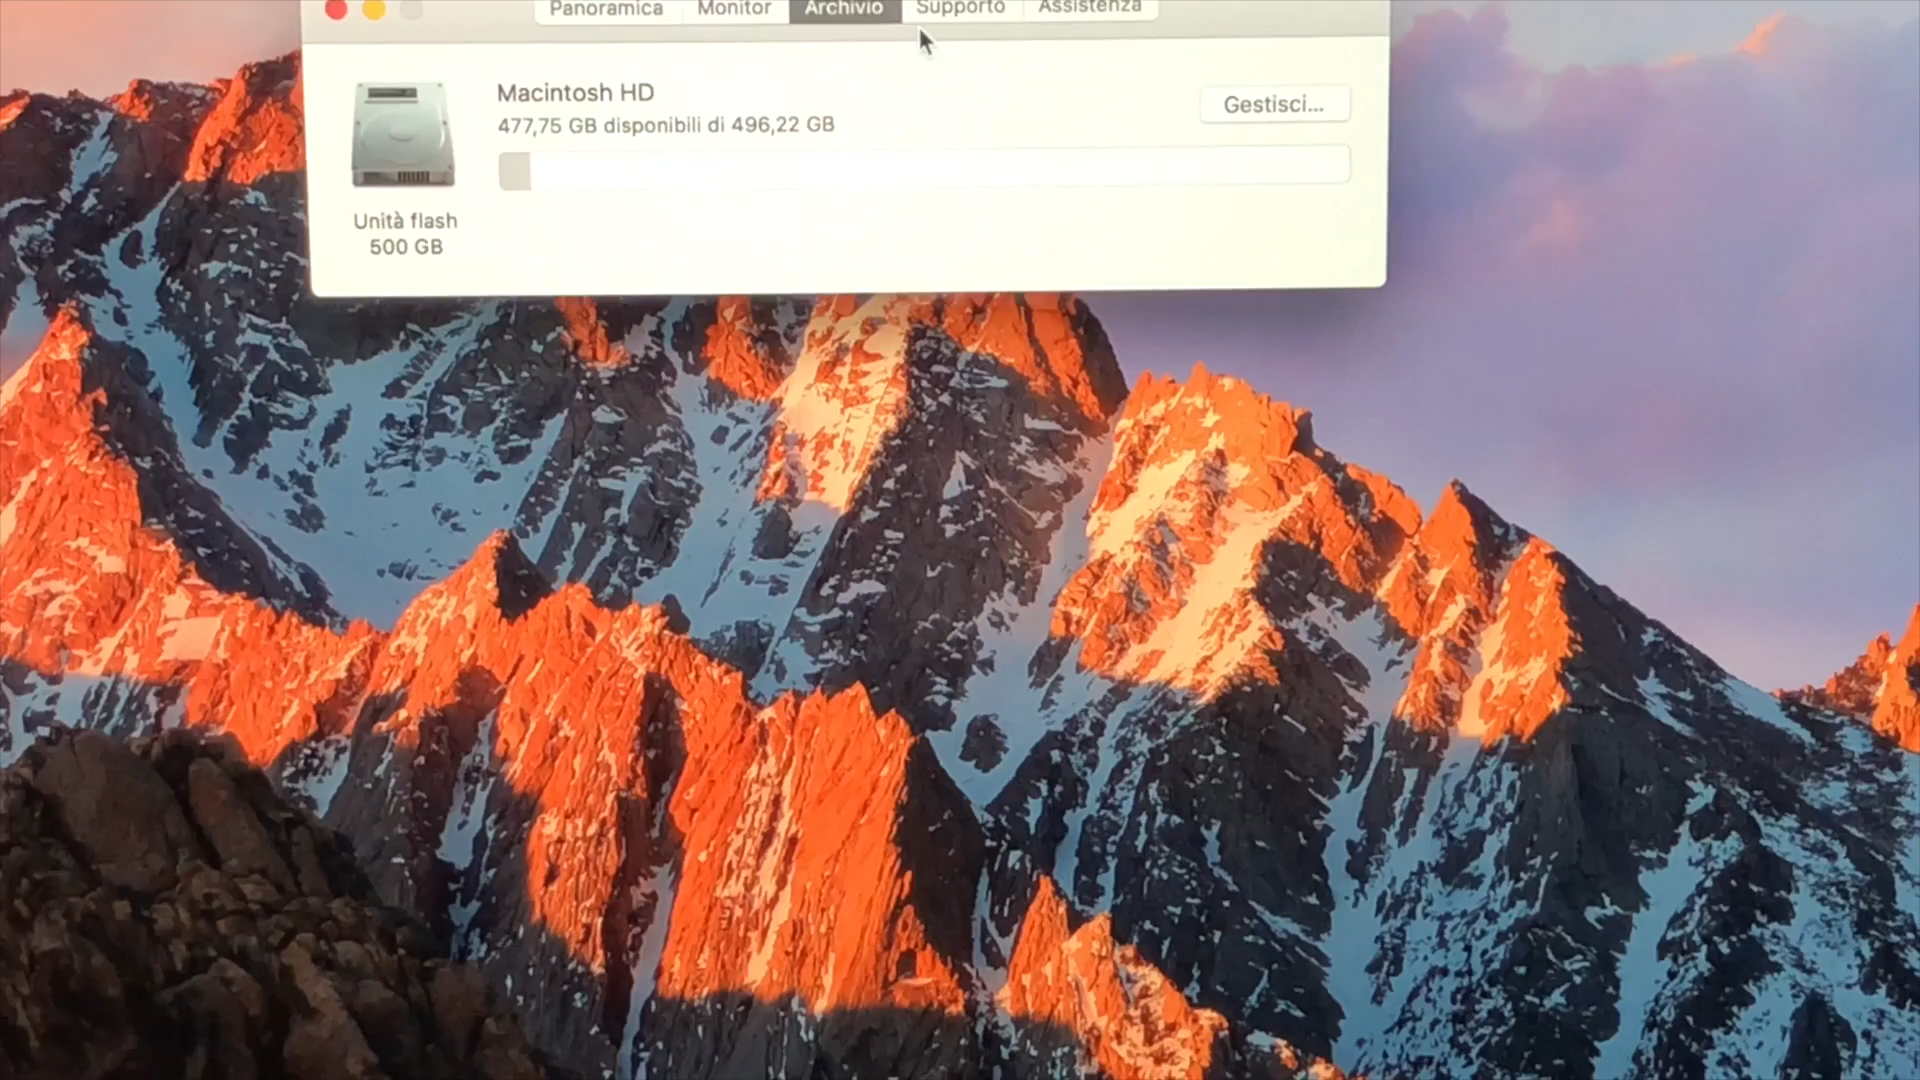 Panoramica Monitor Archivio Supporto Assistenza
Macintosh HD
477,75 GB disponibili di 496,22 GB
Gestisci...
Unità flash
500 GB